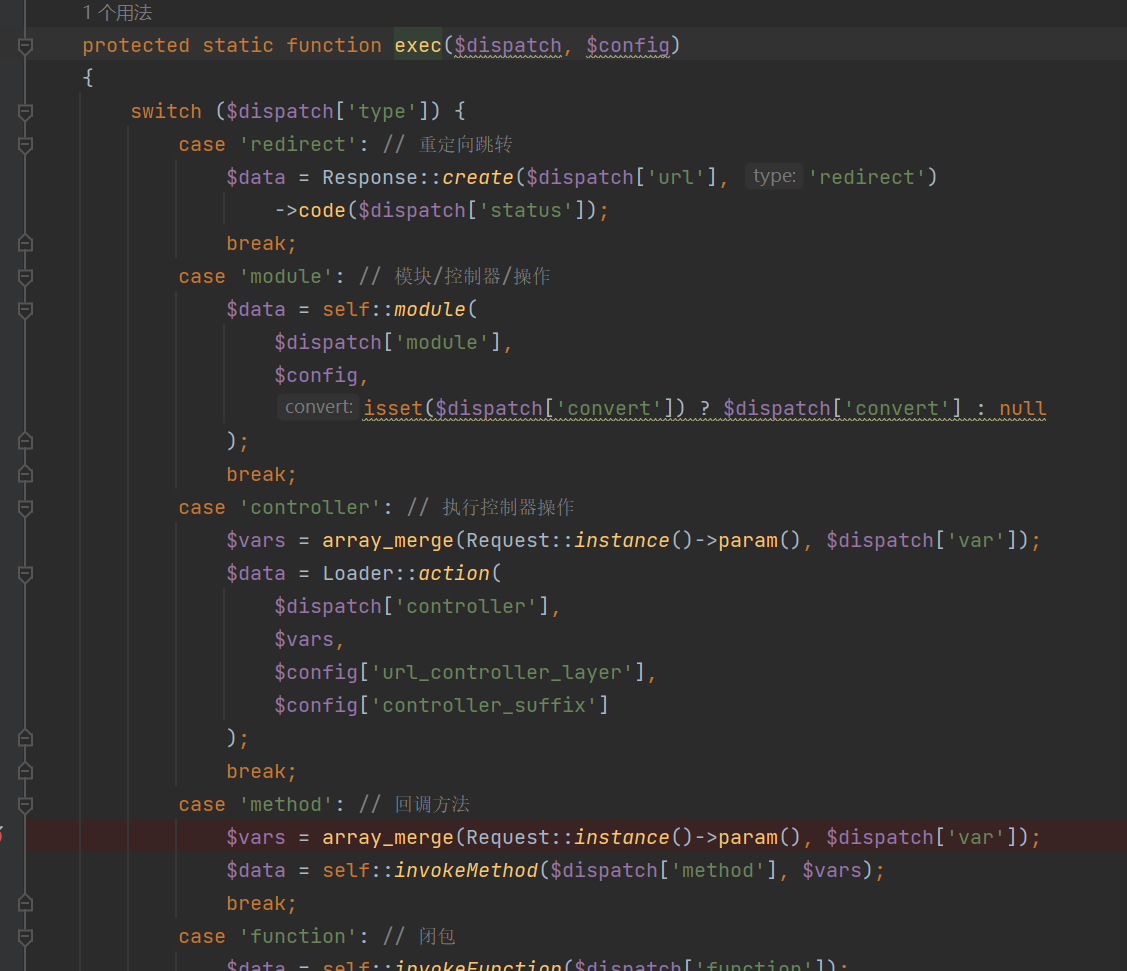 1 个用法
protected static function exec($dispatch, $config)
{
switch ($dispatch['type']) {
case 'redirect': // 重定向跳转
$data = Response::create($dispatch['url'], type: 'redirect')
->code($dispatch['status']);
break;
case 'module': // 模块/控制器/操作
$data = self::module(
$dispatch['module'],
$config,
convert: isset($dispatch['convert']) ? $dispatch['convert'] : null
);
break;
case 'controller': // 执行控制器操作
$vars = array_merge(Request::instance()->param(), $dispatch['var']);
$data = Loader::action(
$dispatch['controller'],
$vars,
$config['url_controller_layer'],
$config['controller_suffix']
);
break;
case 'method': // 回调方法
$vars = array_merge(Request::instance()->param(), $dispatch['var']);
$data = self::invokeMethod($dispatch['method'], $vars);
break;
case 'function': // 闭包
$data = self::invokeFunction($dispatch['function']);